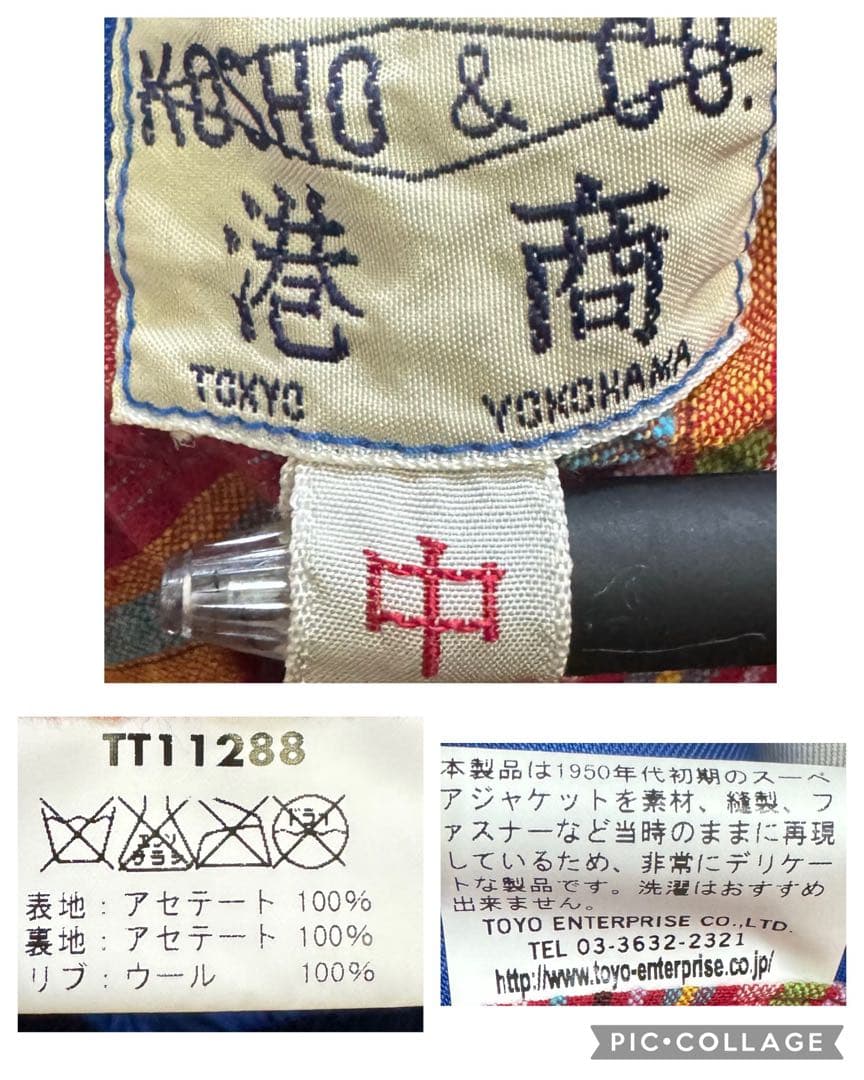 KOSHO & CO.
港 商
TOKYO YOKOHAMA
中
TT11288
エンソ
サラシ
ドライ
表地：アセテート 100%
裏地：アセテート 100%
リブ：ウール 100%
本製品は1950年代初期のスーベ
アジャケットを素材、縫製、フ
ァスナーなど当時のままに再現
しているため、非常にデリケー
トな製品です。洗濯はおすすめ
出来ません。
TOYO ENTERPRISE CO.,LTD.
TEL 03-3632-2321
http://www.toyo-enterprise.co.jp/
PIC•COLLAGE